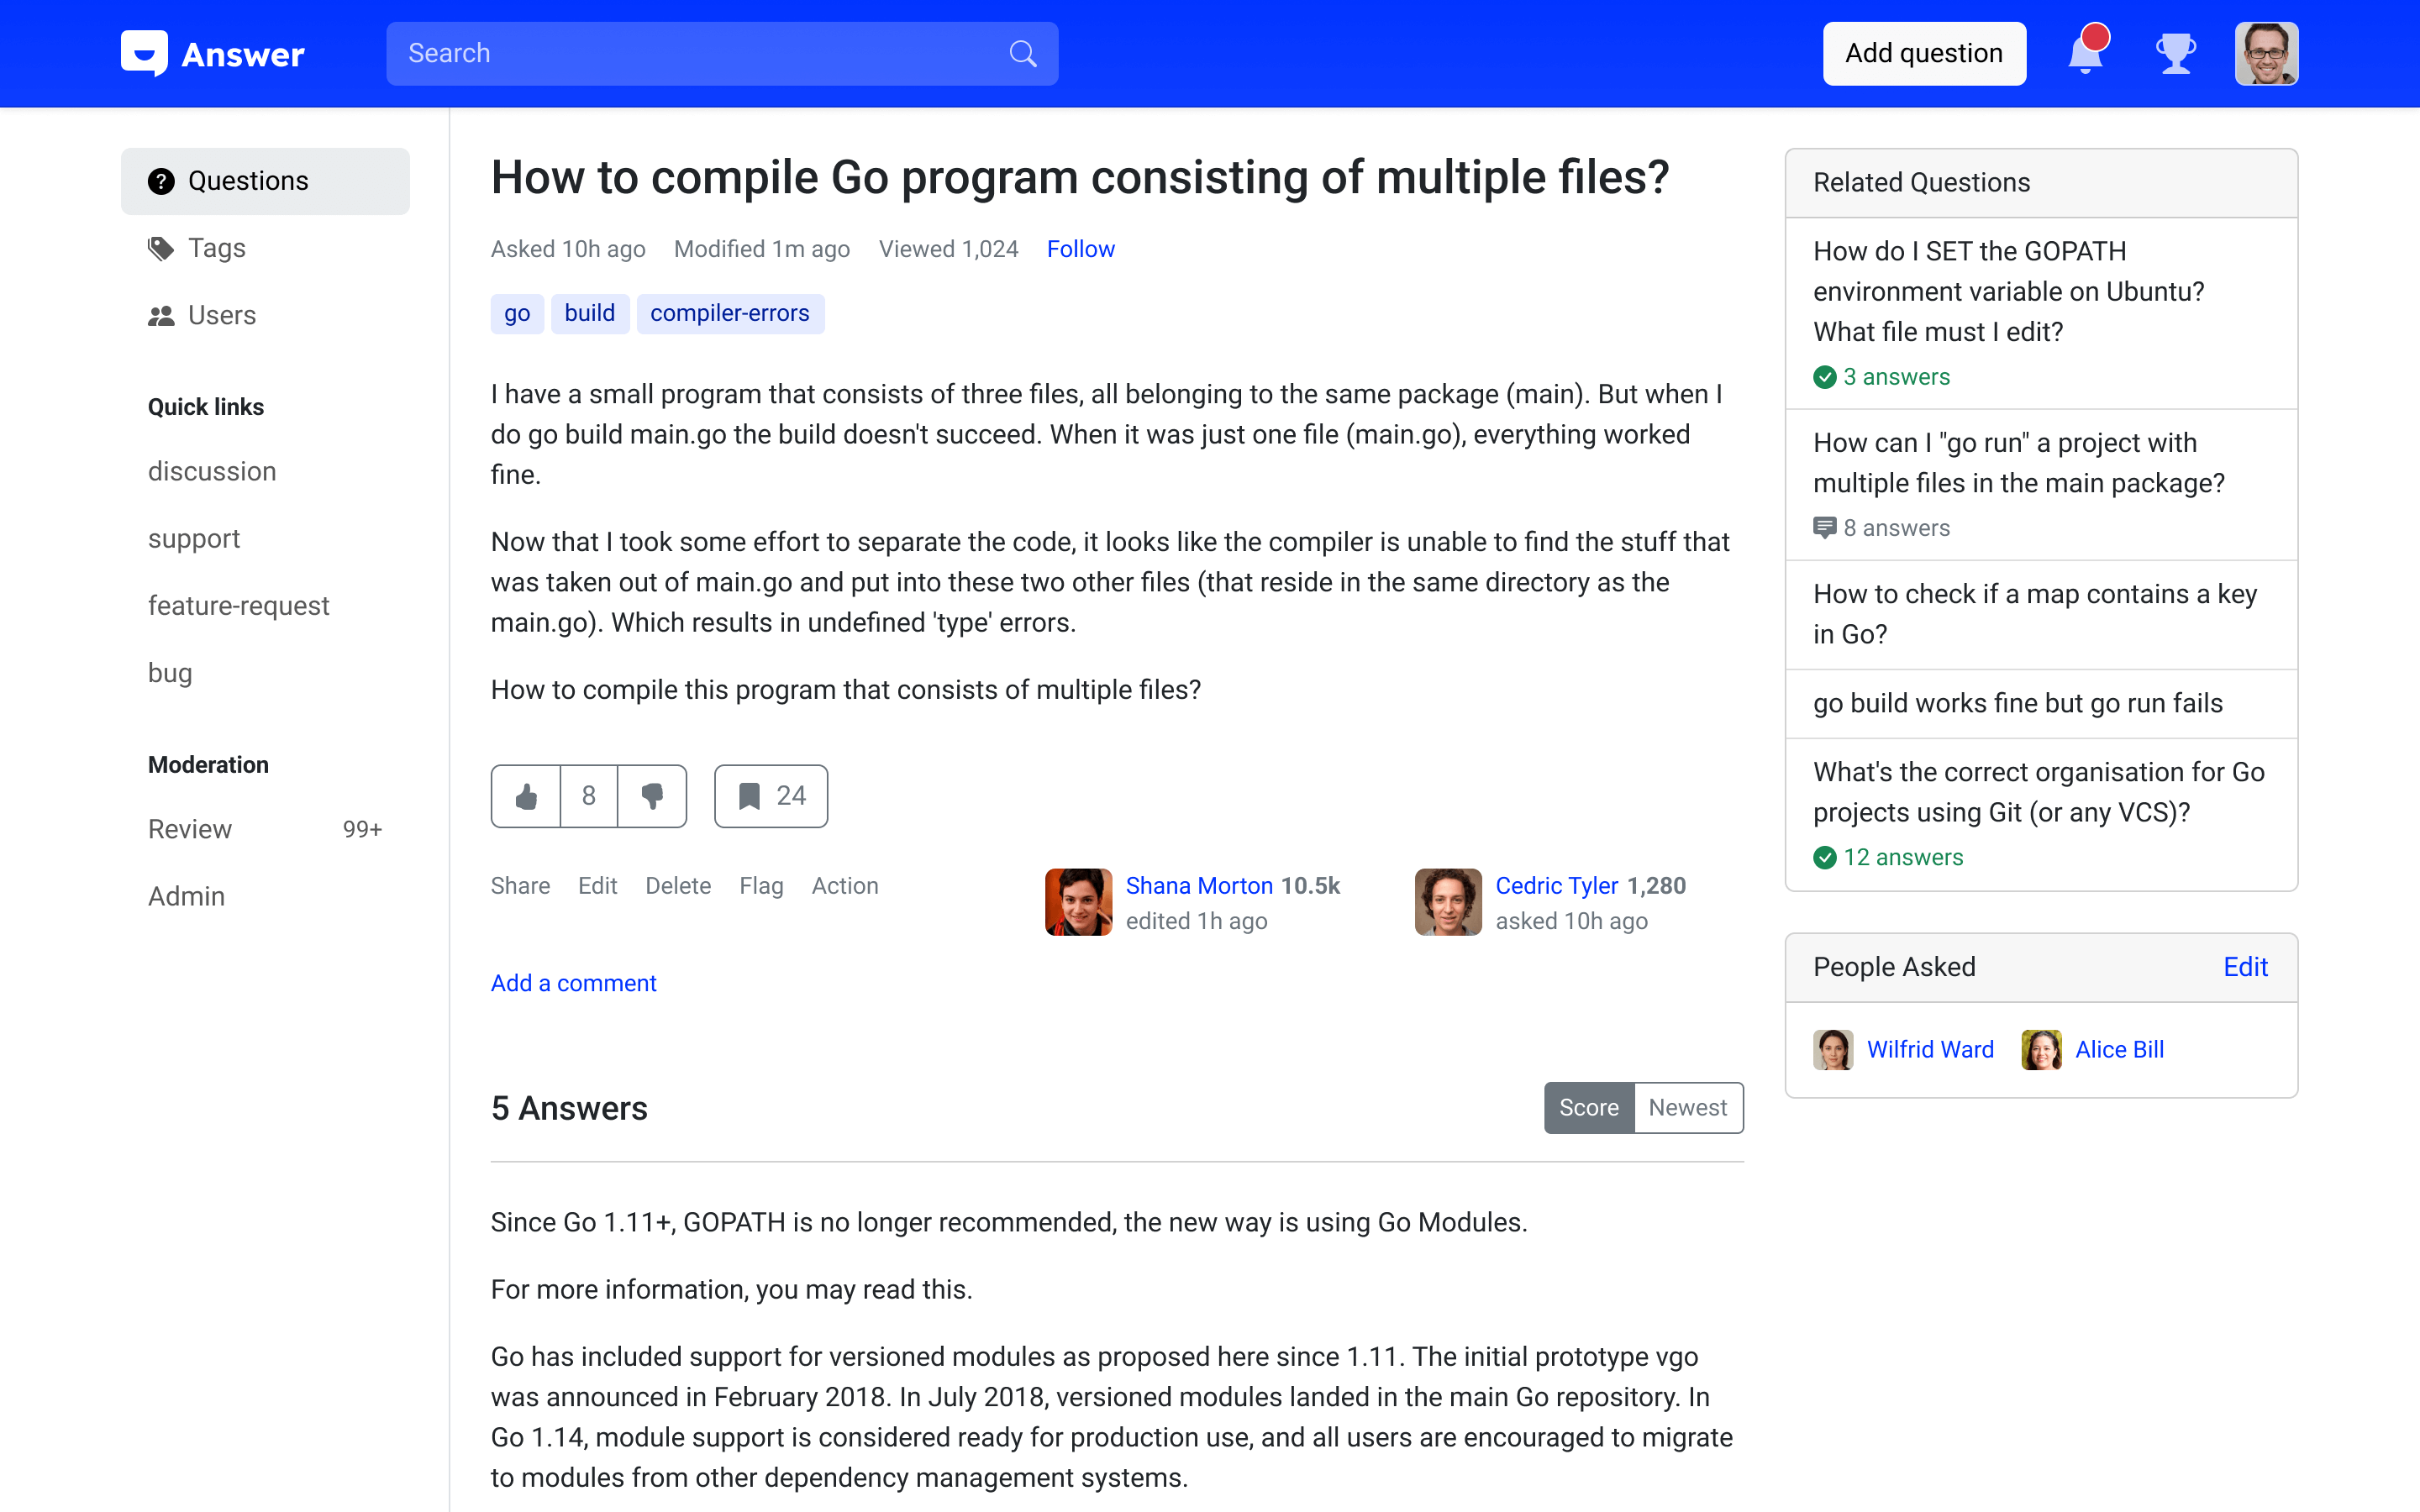 Answer
Search
Add question
Questions
Tags
Users
Quick links
discussion
support
feature-request
bug
Moderation
Review 99+
Admin
How to compile Go program consisting of multiple files?
Asked 10h ago Modified 1m ago Viewed 1,024 Follow
go build compiler-errors
I have a small program that consists of three files, all belonging to the same package (main). But when I
do go build main.go the build doesn't succeed. When it was just one file (main.go), everything worked
fine.
Now that I took some effort to separate the code, it looks like the compiler is unable to find the stuff that
was taken out of main.go and put into these two other files (that reside in the same directory as the
main.go). Which results in undefined 'type' errors.
How to compile this program that consists of multiple files?
8 24
Share Edit Delete Flag Action
Shana Morton 10.5k
edited 1h ago
Cedric Tyler 1,280
asked 10h ago
Add a comment
5 Answers
Score Newest
Since Go 1.11+, GOPATH is no longer recommended, the new way is using Go Modules.
For more information, you may read this.
Go has included support for versioned modules as proposed here since 1.11. The initial prototype vgo
was announced in February 2018. In July 2018, versioned modules landed in the main Go repository. In
Go 1.14, module support is considered ready for production use, and all users are encouraged to migrate
to modules from other dependency management systems.
Related Questions
How do I SET the GOPATH
environment variable on Ubuntu?
What file must I edit?
3 answers
How can I "go run" a project with
multiple files in the main package?
8 answers
How to check if a map contains a key
in Go?
go build works fine but go run fails
What's the correct organisation for Go
projects using Git (or any VCS)?
12 answers
People Asked Edit
Wilfrid Ward Alice Bill